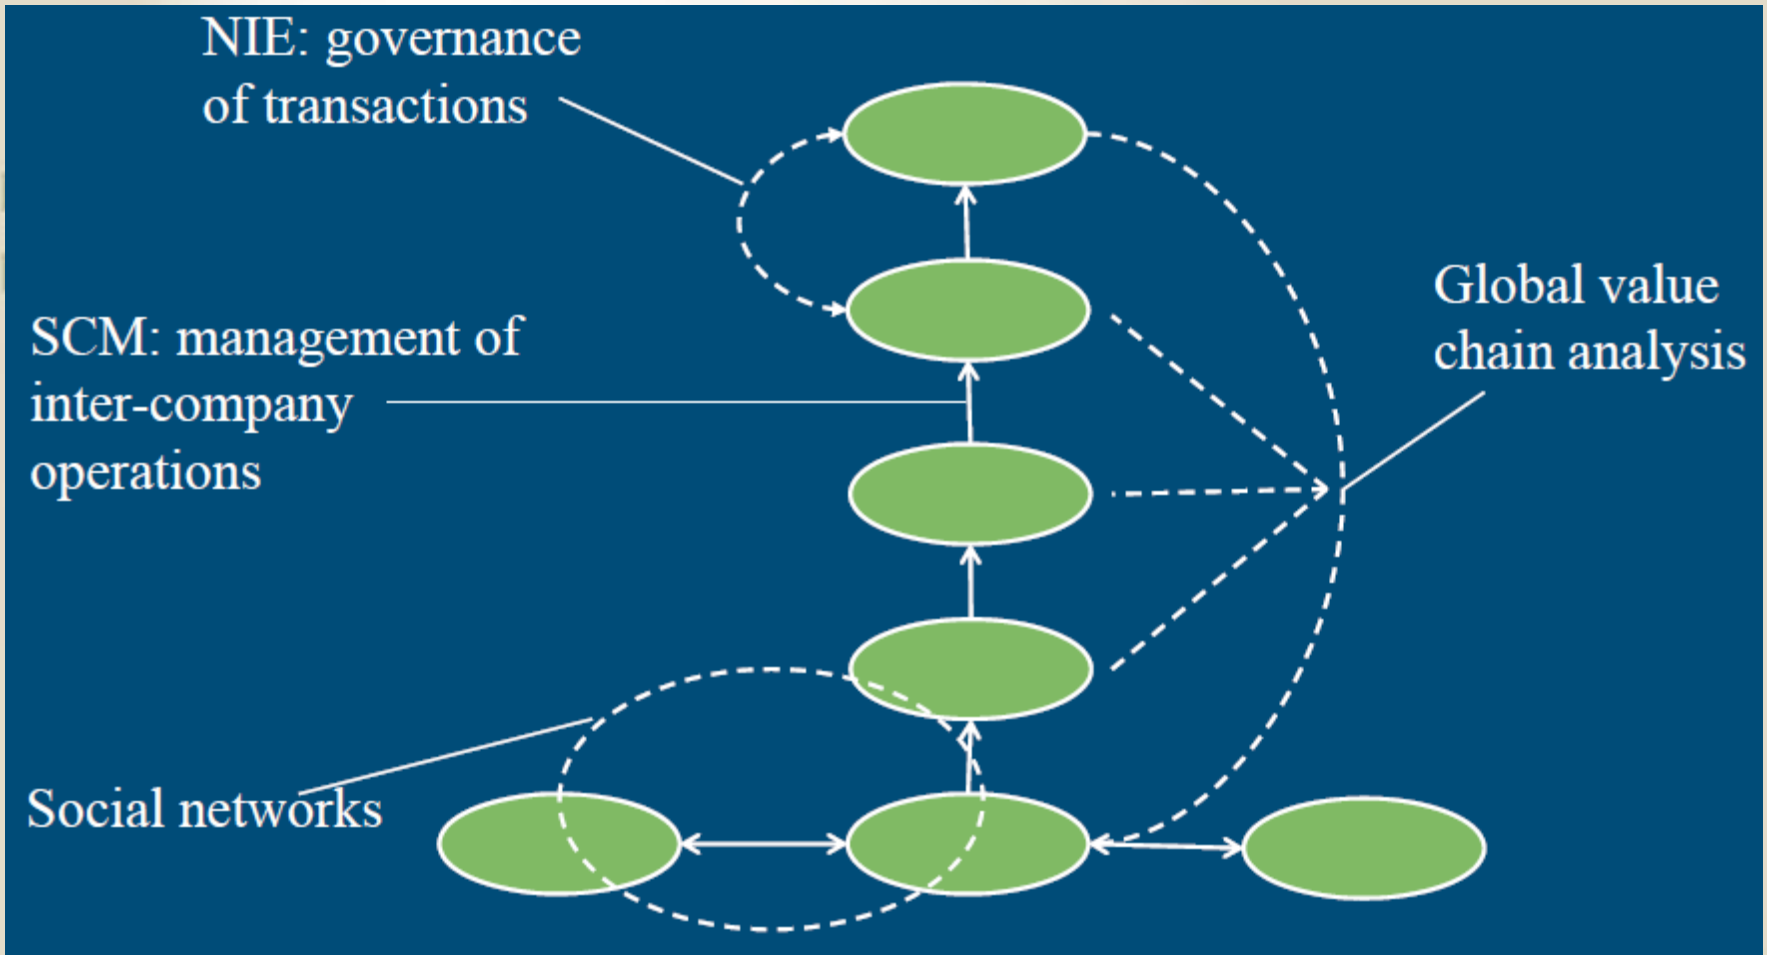 NIE: governance
of transactions
SCM: management of
inter-company
operations
Global value
chain analysis
Social networks